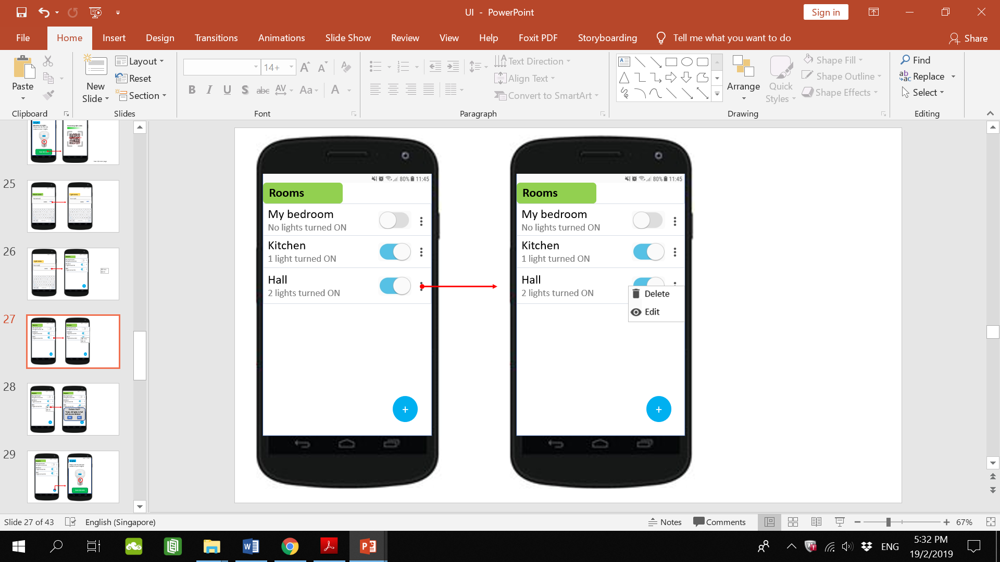 UI - PowerPoint
Sign in
File
Home
Insert
Design
Transitions
Animations
Slide Show
Review
View
Help
Foxit PDF
Storyboarding
Tell me what you want to do
Share
Paste
Clipboard
New
Slide
Layout
Reset
Section
Slides
14+
B I U S abc AV Aa A
Font
Text Direction
Align Text
Convert to SmartArt
Paragraph
Arrange
Quick
Styles
Shape Fill
Shape Outline
Shape Effects
Drawing
Find
Replace
Select
Editing
25
26
27
28
29
80% 11:45
Rooms
My bedroom
No lights turned ON
Kitchen
1 light turned ON
Hall
2 lights turned ON
+
80% 11:45
Rooms
My bedroom
No lights turned ON
Kitchen
1 light turned ON
Hall
2 lights turned ON
Delete
Edit
+
Slide 27 of 43
English (Singapore)
Notes
Comments
67%
ENG
5:32 PM
19/2/2019